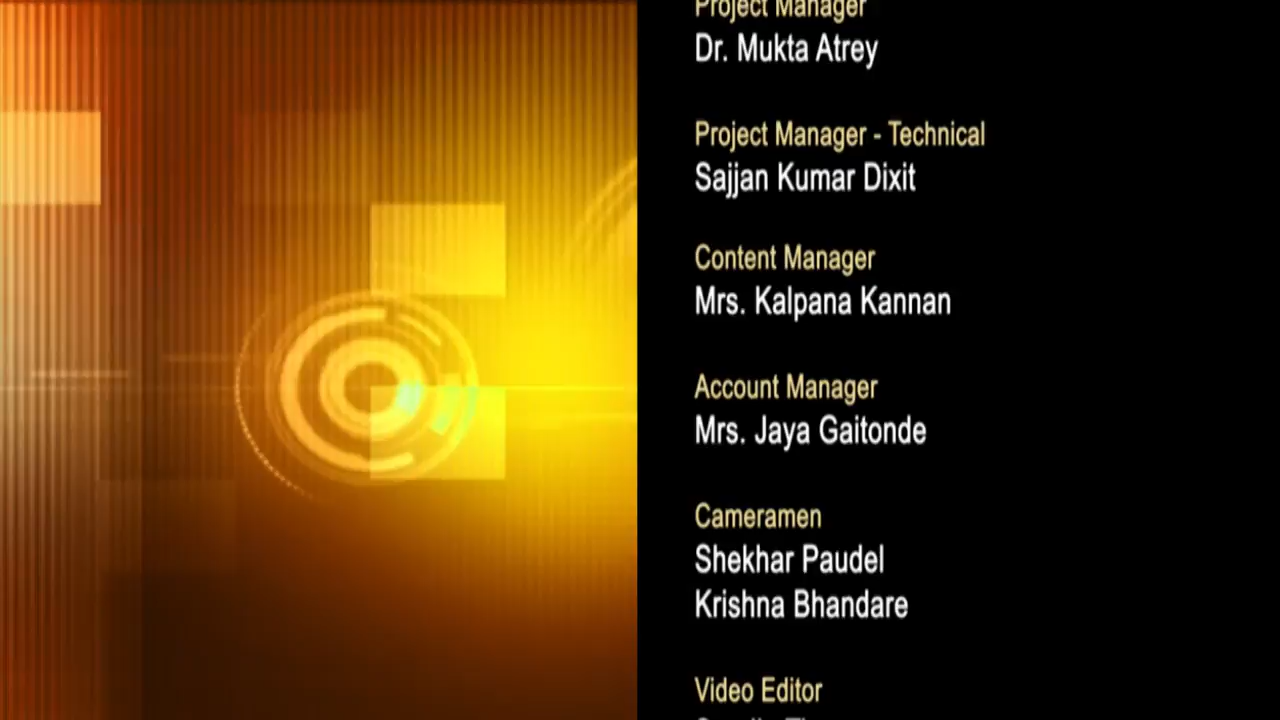 Project Manager
Dr. Mukta Atrey
Project Manager - Technical
Sajjan Kumar Dixit
Content Manager
Mrs. Kalpana Kannan
Account Manager
Mrs. Jaya Gaitonde
Cameramen
Shekhar Paudel
Krishna Bhandare
Video Editor